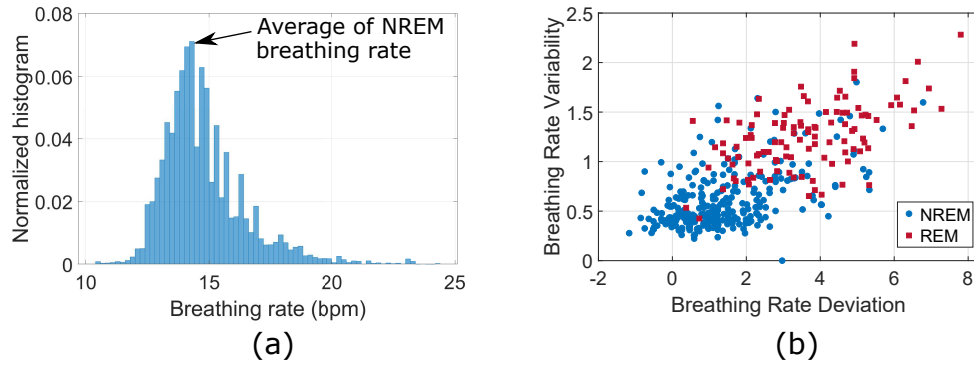 Average of NREM
breathing rate
Normalized histogram
0.08
0.06
0.04
0.02
0
10 15 20 25
Breathing rate (bpm)
(a)
Breathing Rate Variability
2.5
2
1.5
1
0.5
0
-2 0 2 4 6 8
NREM
REM
Breathing Rate Deviation
(b)